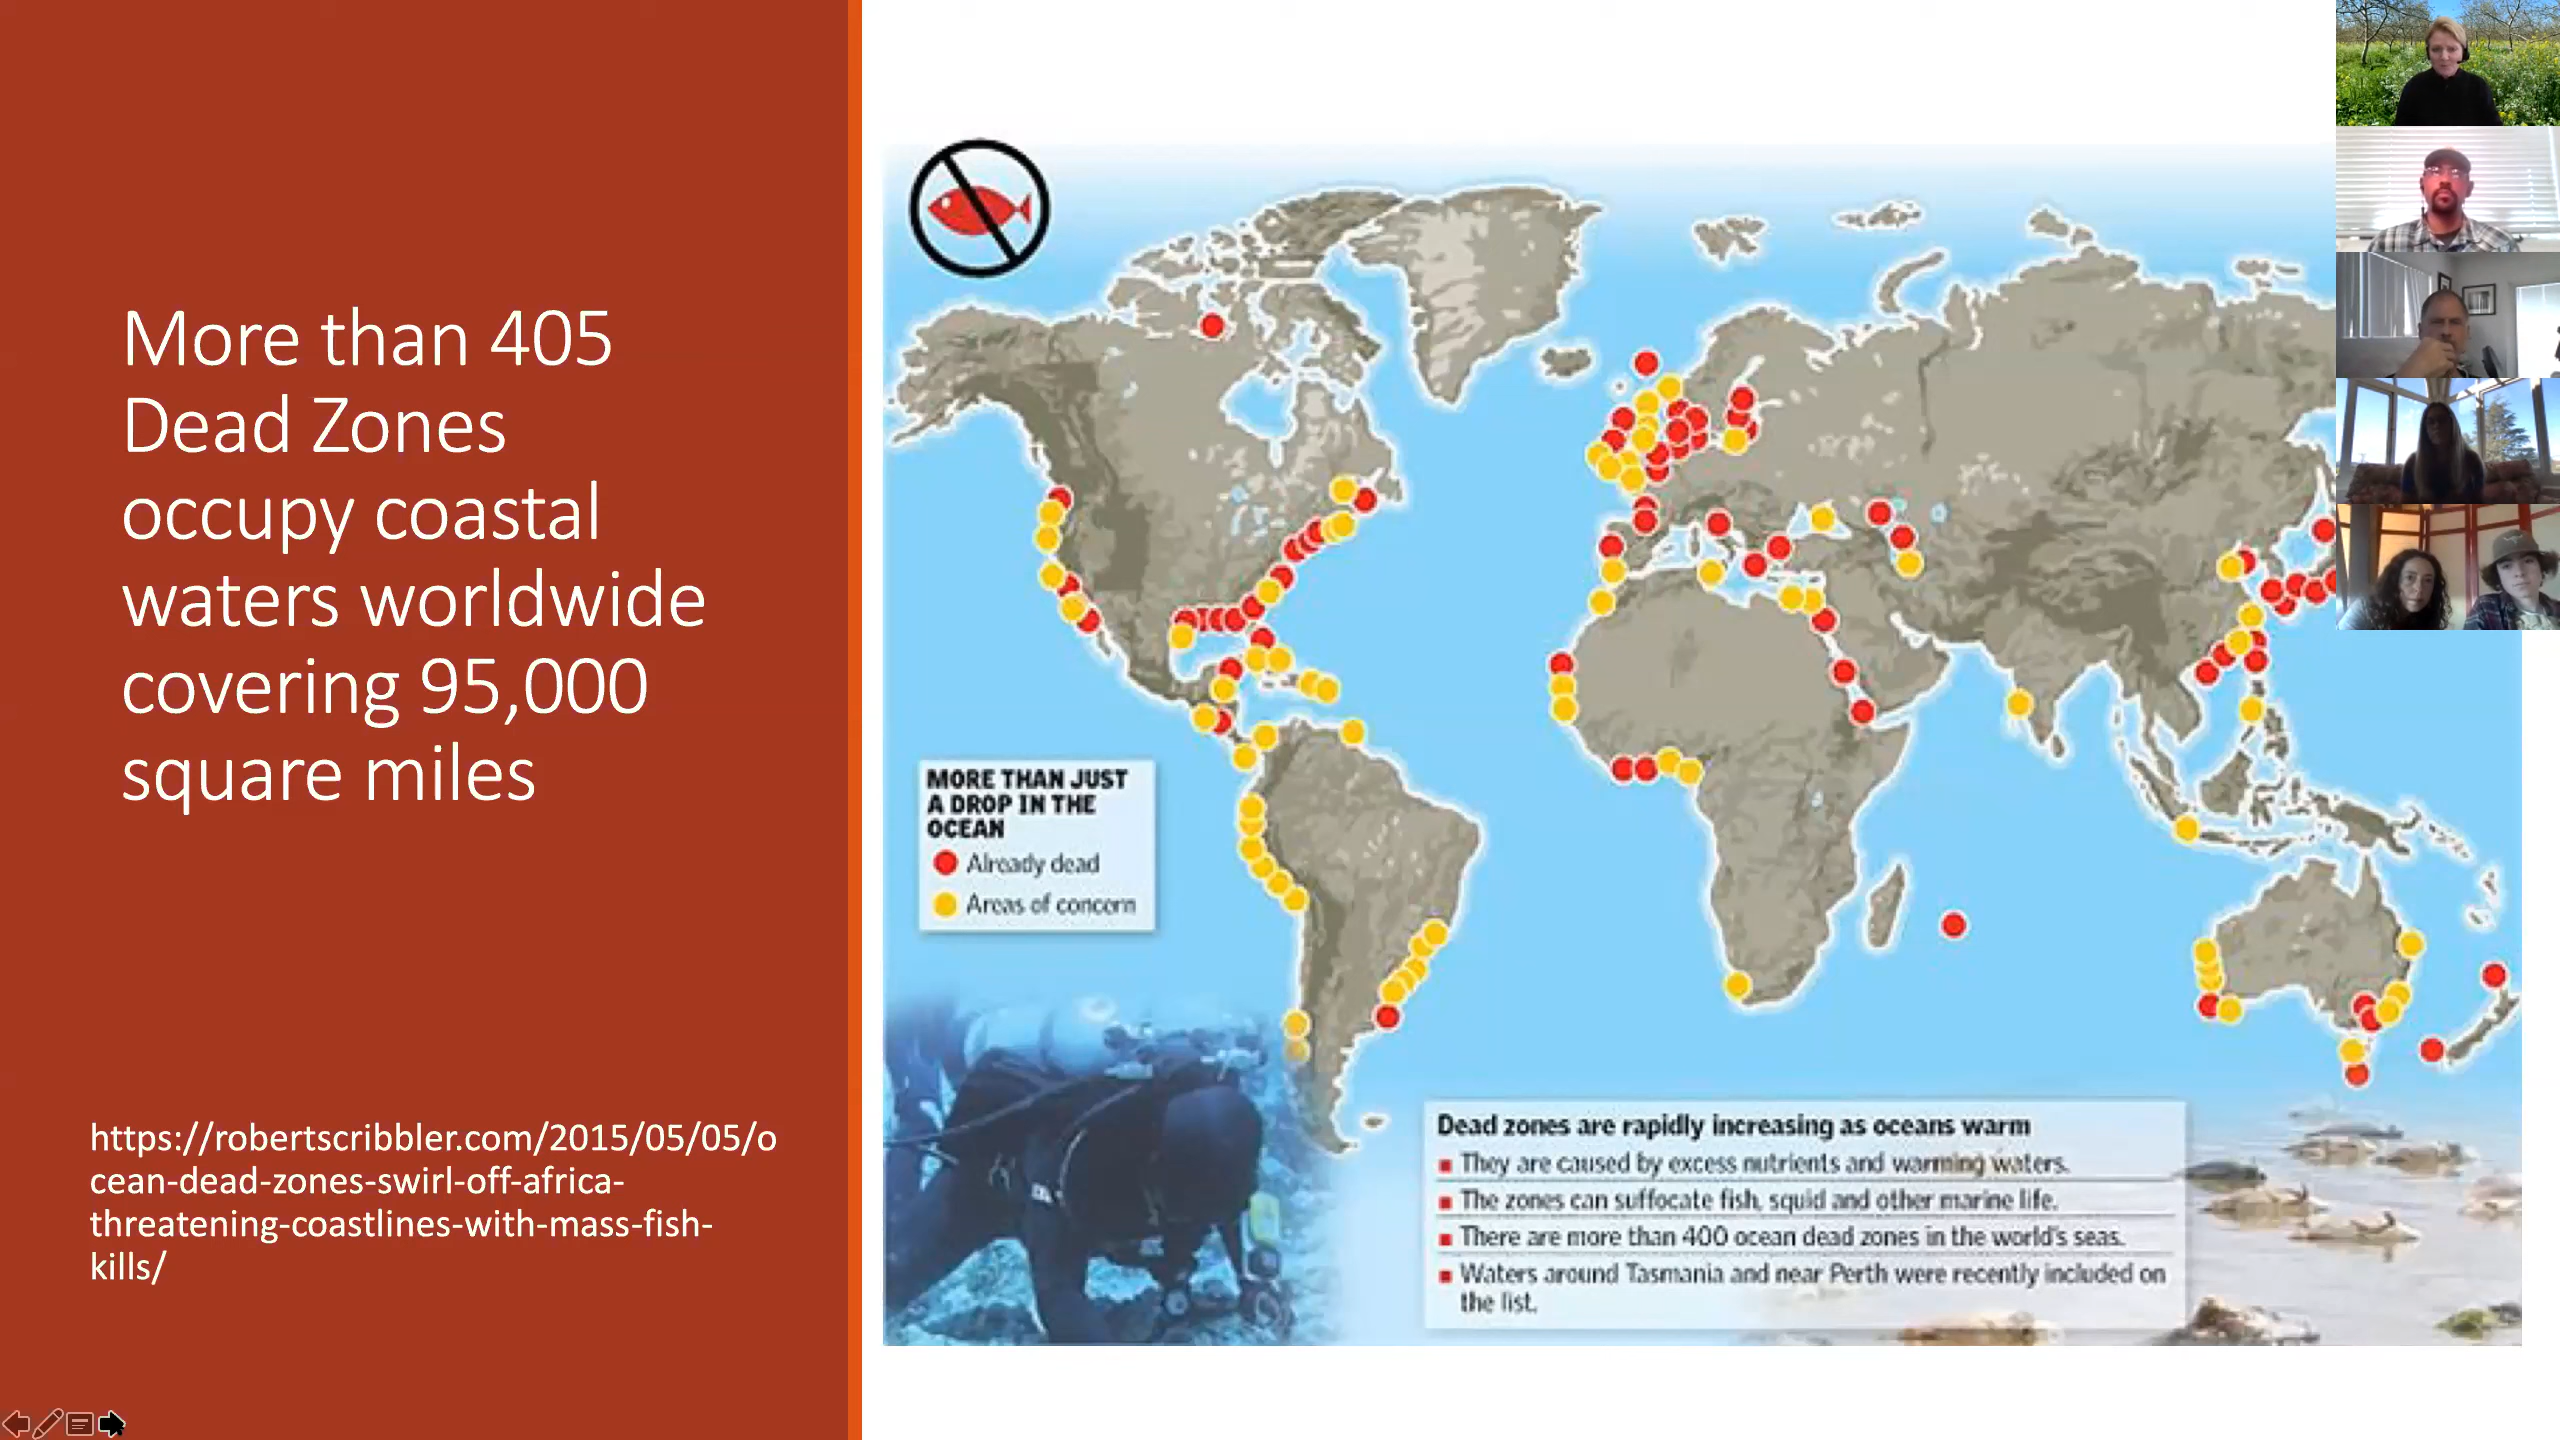 More than 405
Dead Zones
occupy coastal
waters worldwide
covering 95,000
square miles
https://robertscribbler.com/2015/05/05/o
cean-dead-zones-swirl-off-africa-
threatening-coastlines-with-mass-fish-
kills/
MORE THAN JUST
A DROP IN THE
OCEAN
Already dead
Areas of concern
Dead zones are rapidly increasing as oceans warm
They are caused by excess nutrients and warming waters.
The zones can suffocate fish, squid and other marine life.
There are more than 400 ocean dead zones in the world's seas.
Waters around Tasmania and near Perth were recently included on
the list.